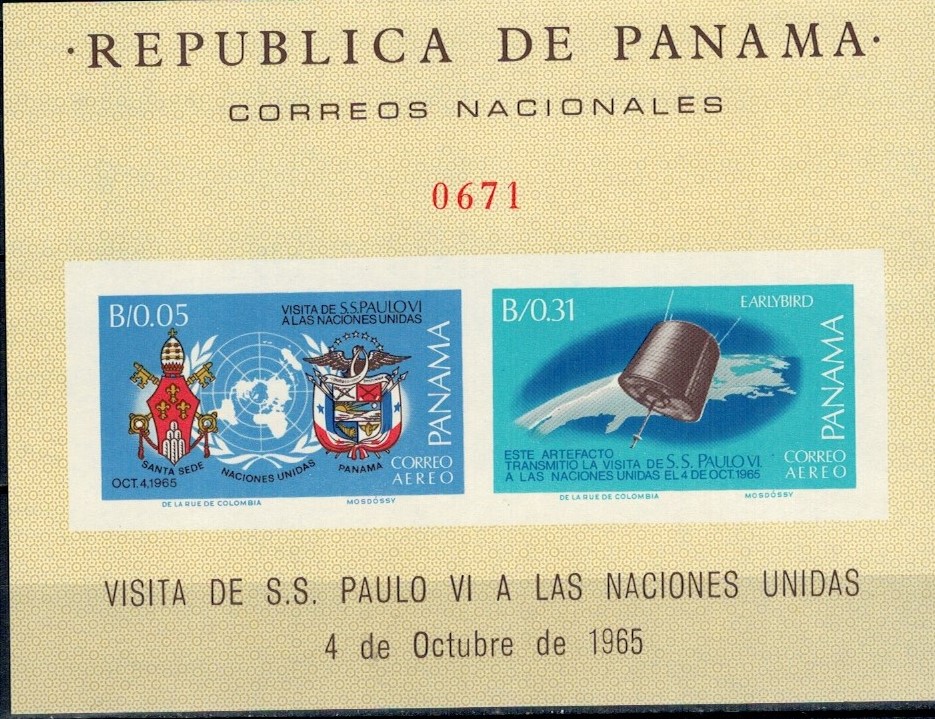 ·REPUBLICA DE PANAMA·
CORREOS NACIONALES
0671
B/0.05
VISITA DE S.S.PAULO VI
A LAS NACIONES UNIDAS
PANAMA
SANTA SEDE
NACIONES UNIDAS
PANAMA
OCT. 4,1965
CORREO
AEREO
DE LA RUE DE COLOMBIA
MOSDÓSSY
B/0.31
EARLYBIRD
PANAMA
ESTE ARTEFACTO
TRANSMITIO LA VISITA DE S.S. PAULO VI.
A LAS NACIONES UNIDAS EL 4 DE OCT.1965
CORREO
AEREO
DE LA RUE DE COLOMBIA
MOSDÓSSY
VISITA DE S.S. PAULO VI A LAS NACIONES UNIDAS
4 de Octubre de 1965